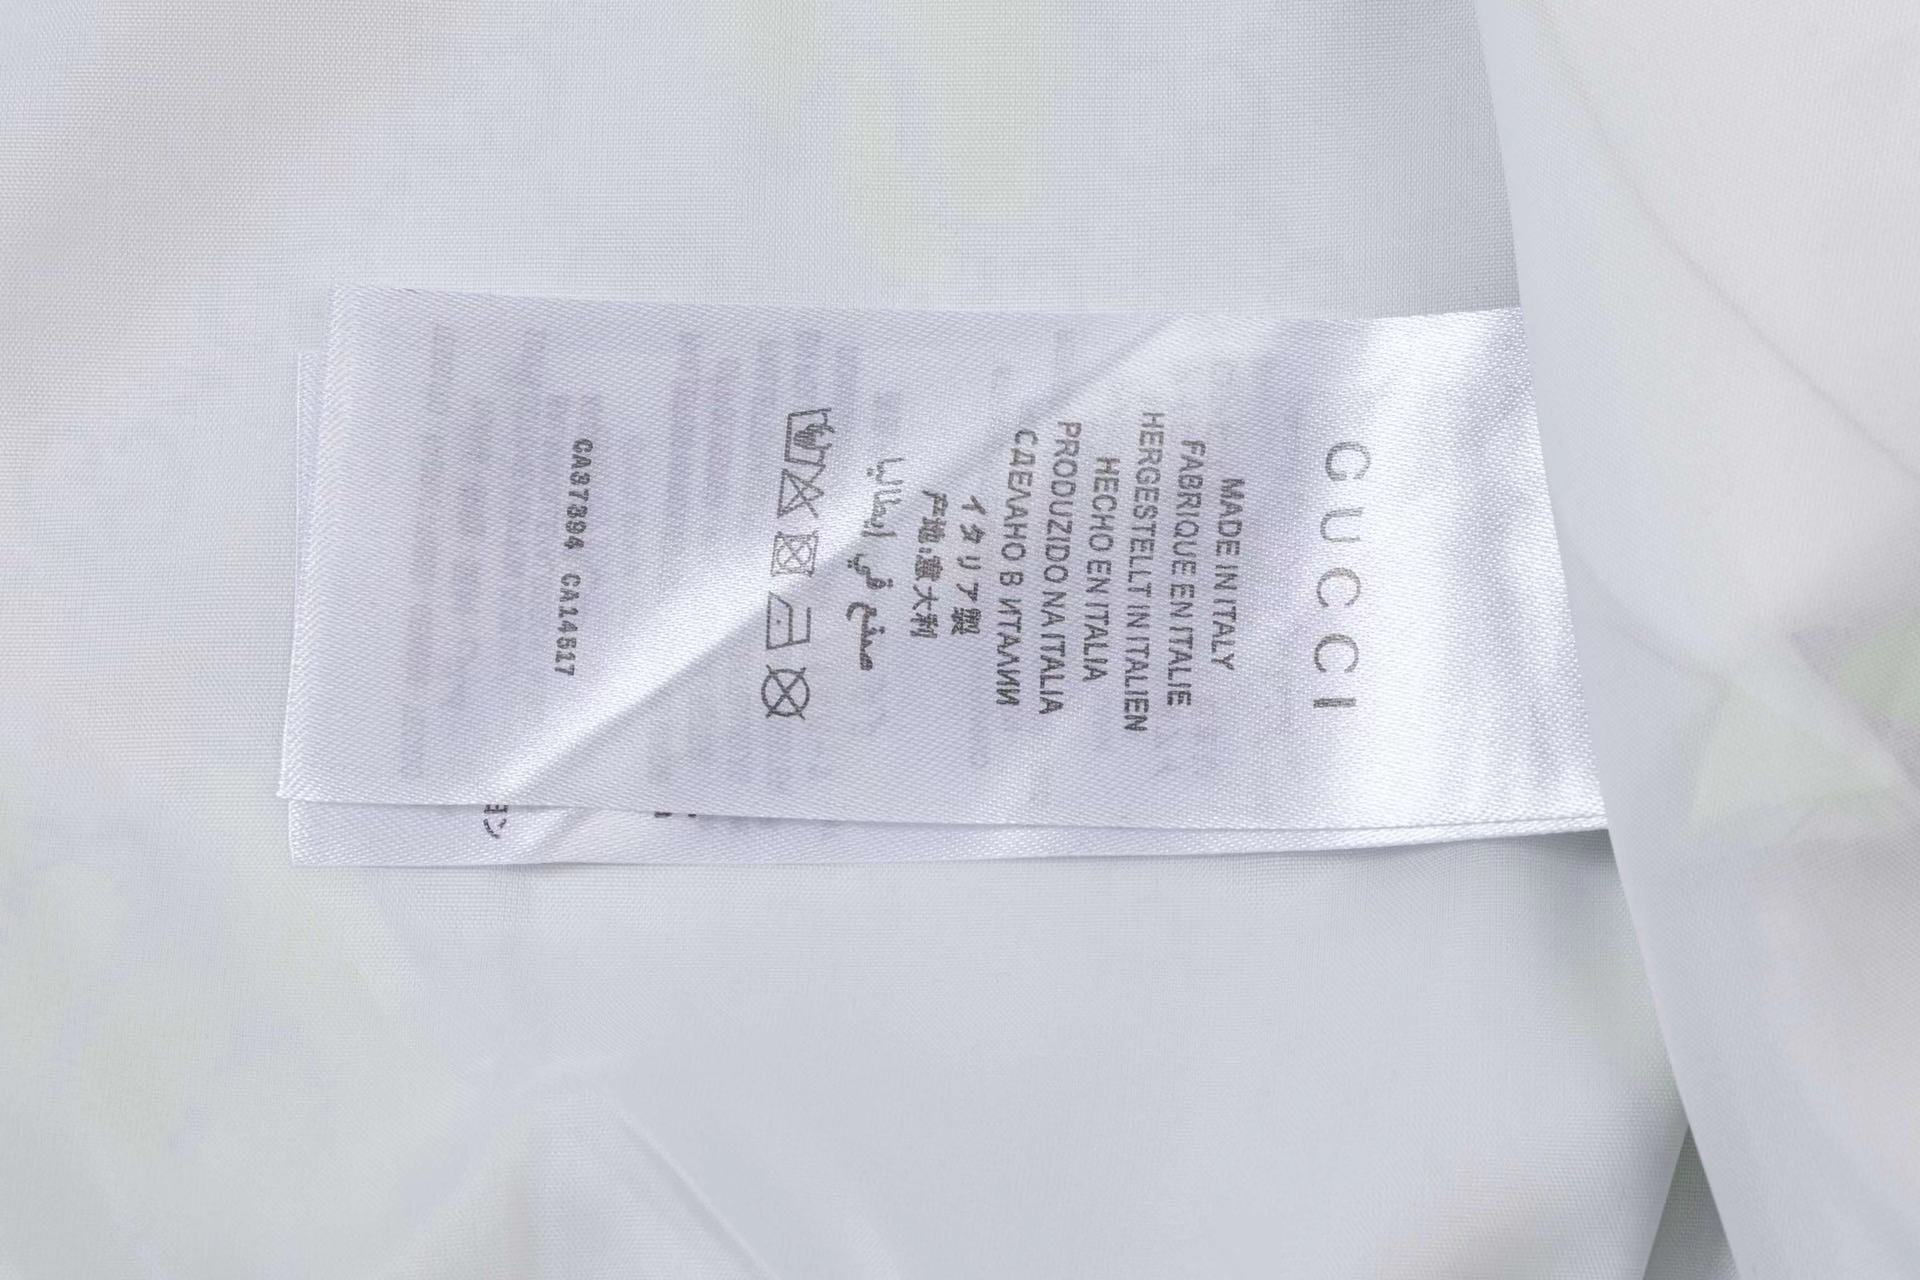 GUCCI
MADE IN ITALY
FABRIQUE EN ITALIE
HERGESTELLT IN ITALIEN
HECHO EN ITALIA
PRODUZIDO NA ITALIA
СДЕЛАНО В ИТАЛИИ
イタリア製
产地:意大利
صنع في إيطاليا
CA37394 CA14517